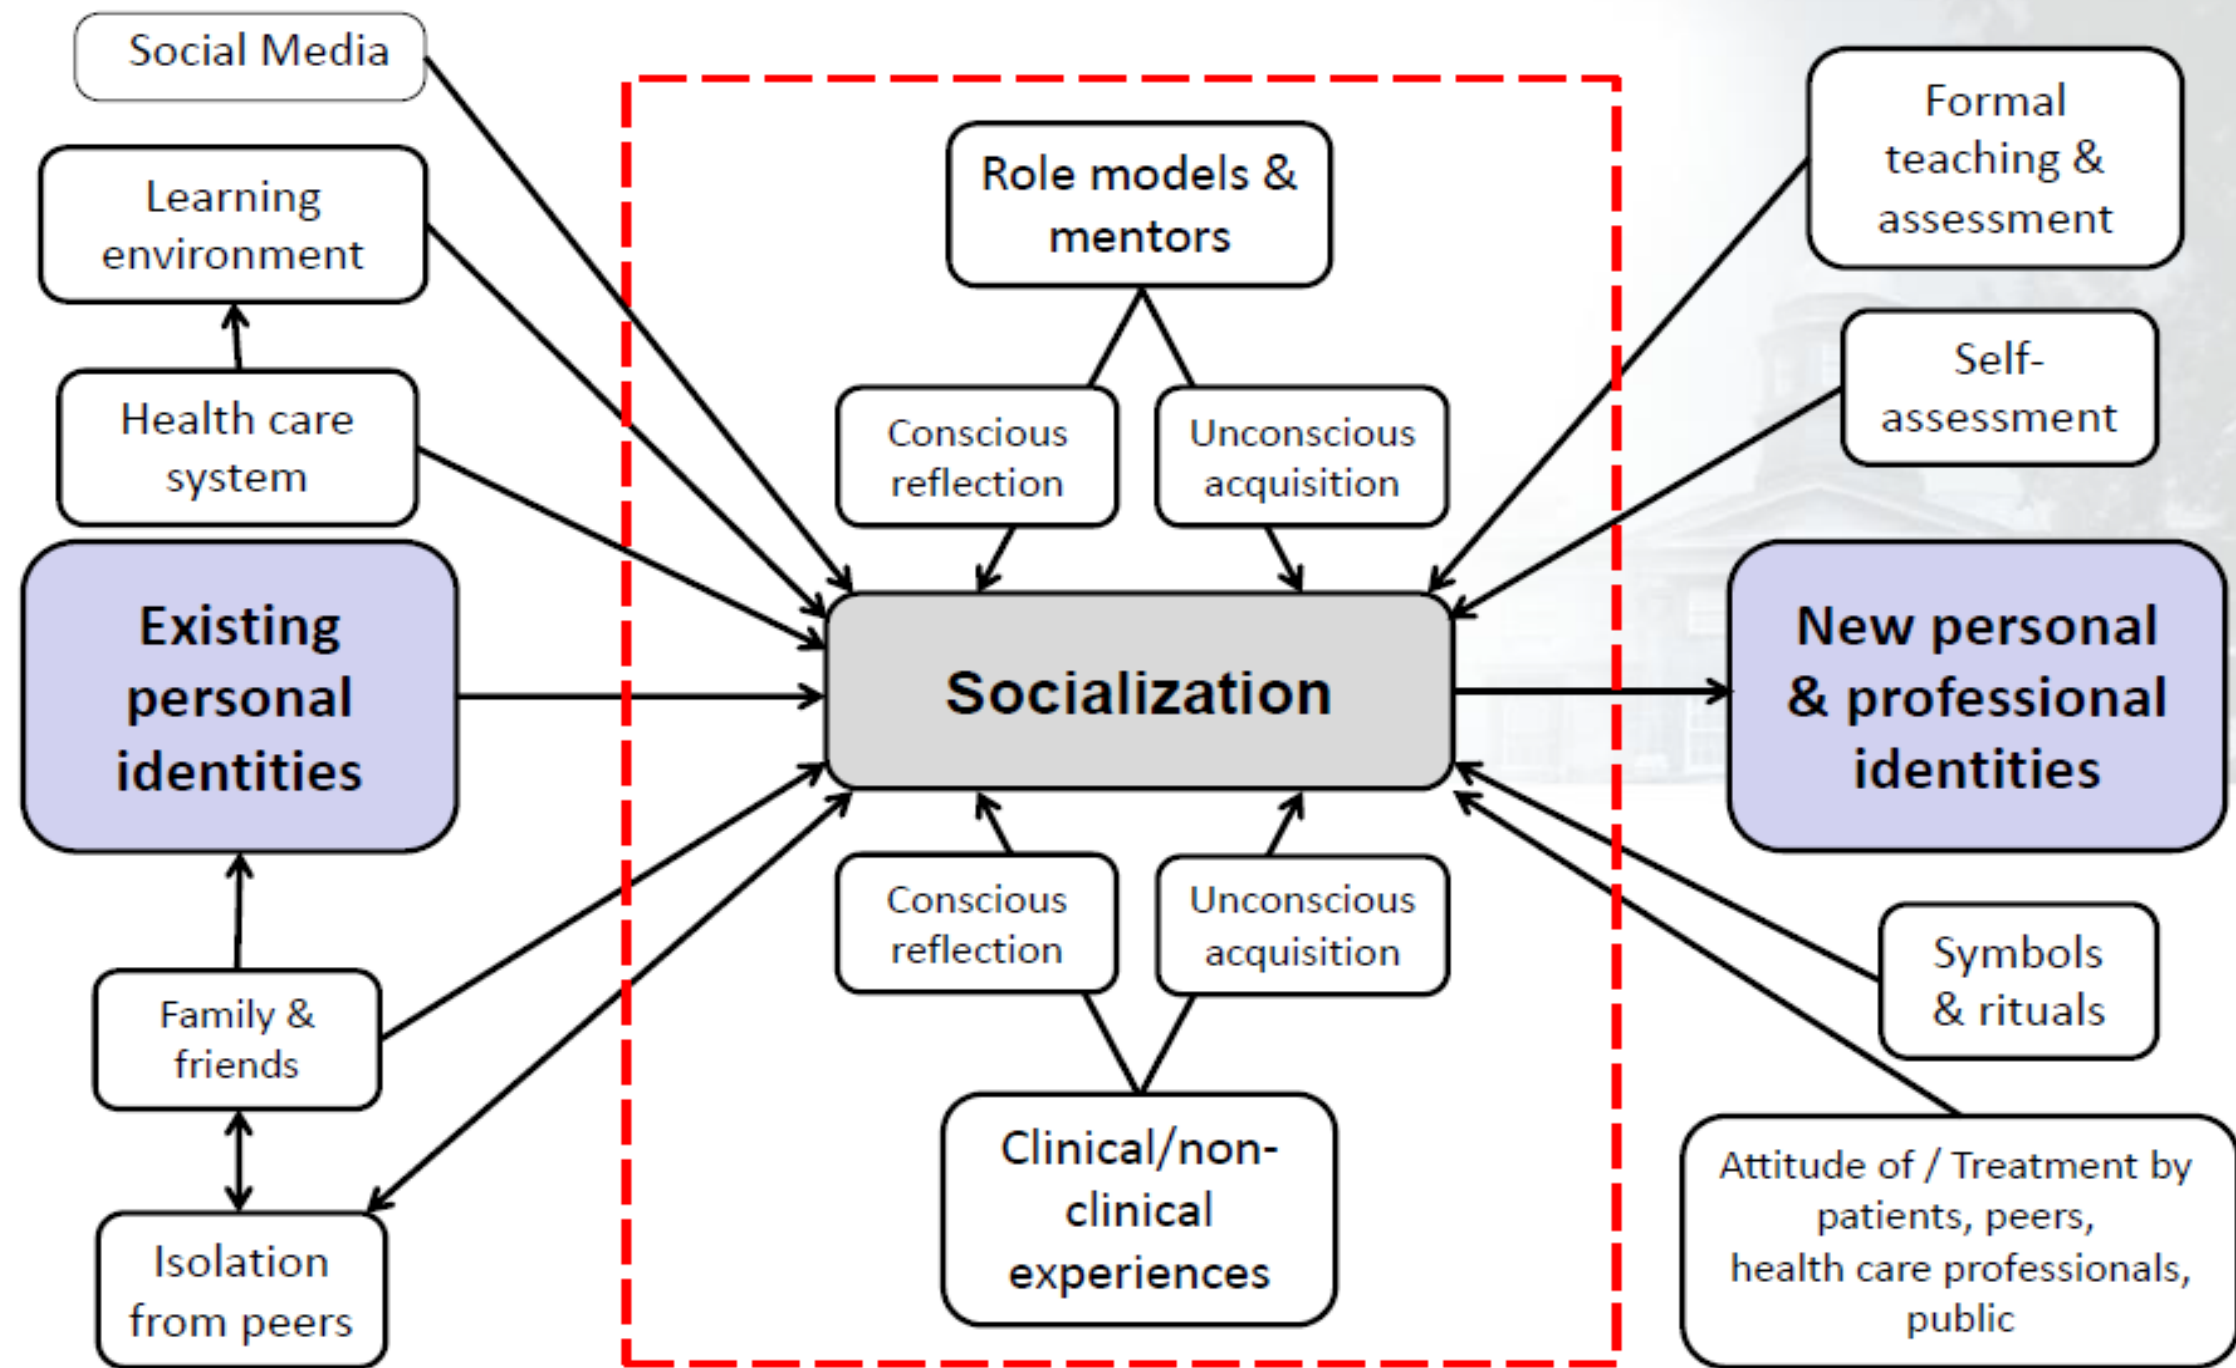 Social Media
Learning
environment
Health care
system
Existing
personal
identities
Family &
friends
Isolation
from peers
Role models &
mentors
Conscious
reflection
Unconscious
acquisition
Socialization
Conscious
reflection
Unconscious
acquisition
Clinical/non-
clinical
experiences
Formal
teaching &
assessment
Self-
assessment
New personal
& professional
identities
Symbols
& rituals
Attitude of / Treatment by
patients, peers,
health care professionals,
public